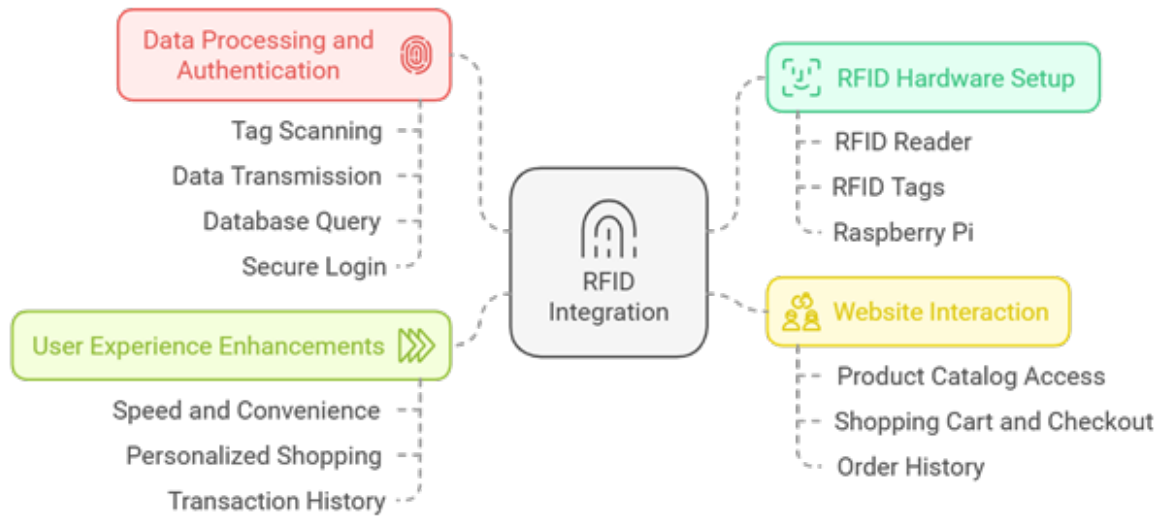 Data Processing and
Authentication
Tag Scanning
Data Transmission
Database Query
Secure Login
User Experience Enhancements
Speed and Convenience
Personalized Shopping
Transaction History
RFID
Integration
RFID Hardware Setup
RFID Reader
RFID Tags
Raspberry Pi
Website Interaction
Product Catalog Access
Shopping Cart and Checkout
Order History